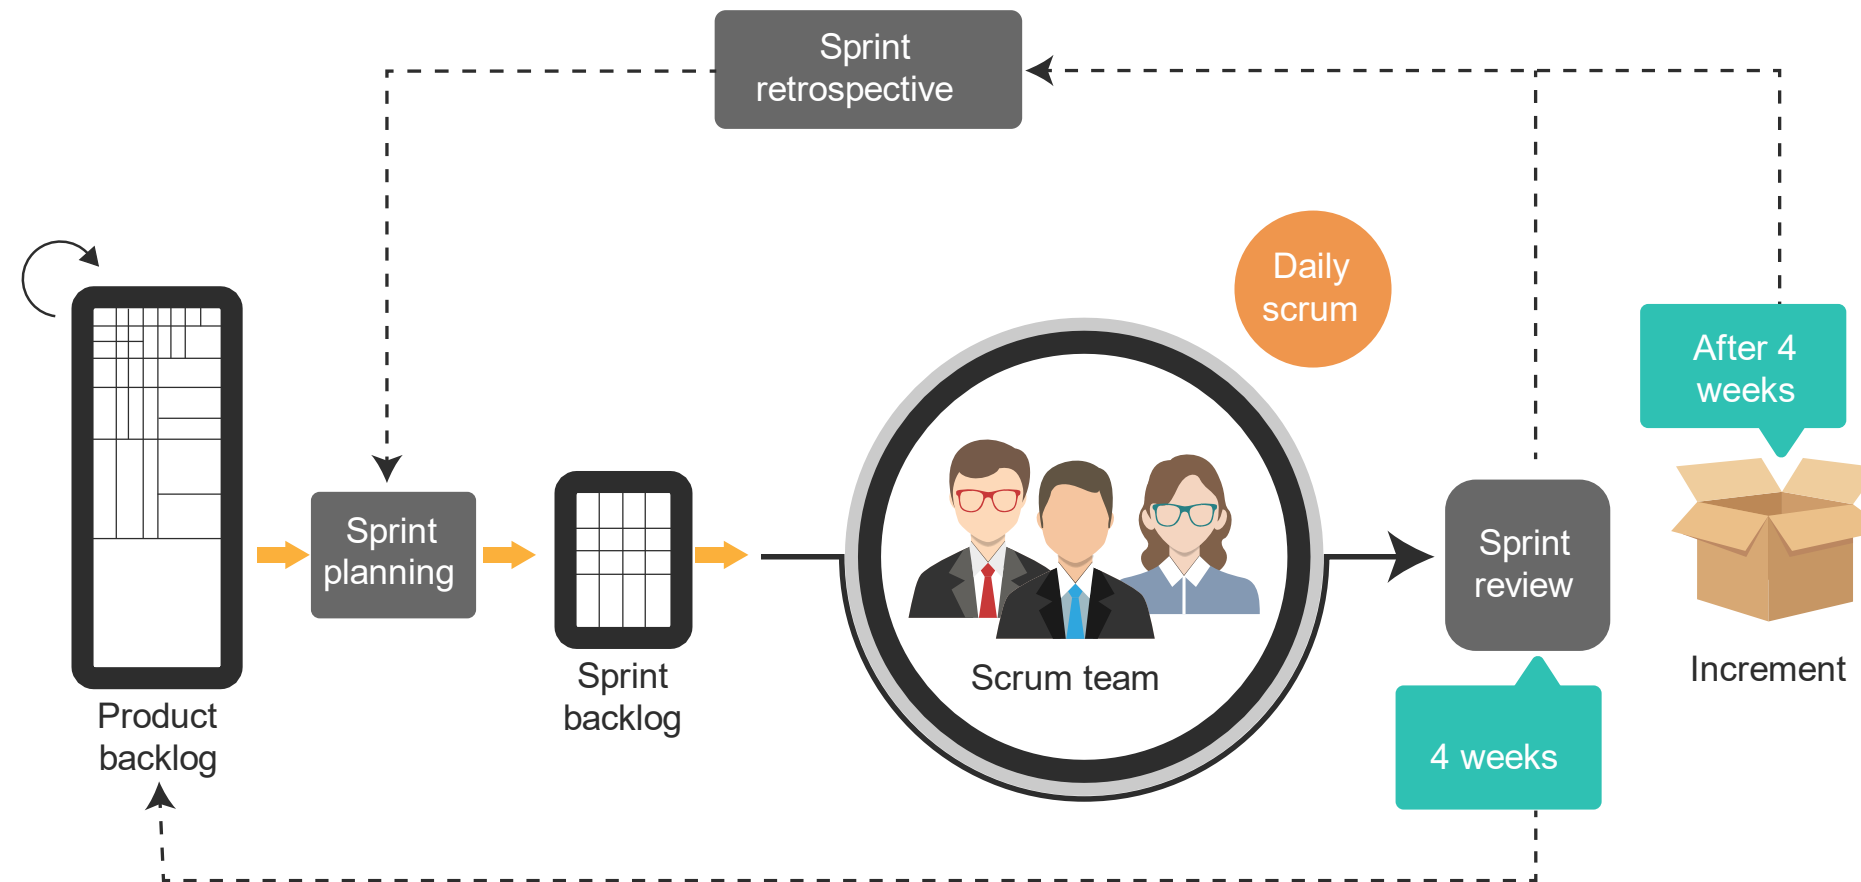 Sprint
retrospective
Daily
scrum
After 4
weeks
Sprint
planning
Sprint
review
Product
backlog
Sprint
backlog
Scrum team
Increment
4 weeks